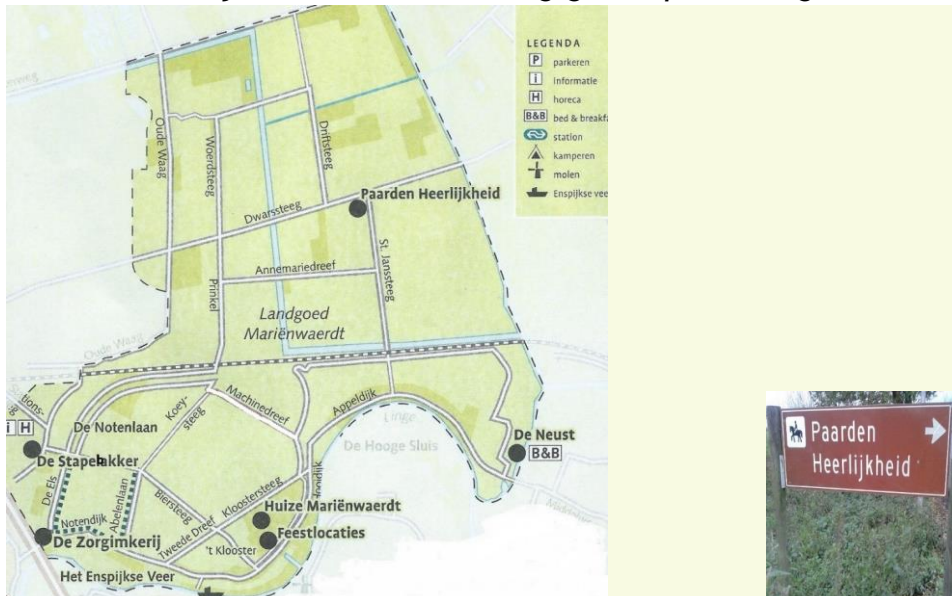 LEGENDA
P parkeren
i informatie
H horeca
B&B bed & breakfa
station
kamperen
molen
Enspijkse veer
Oude Waag
Woerdsteeg
Driftsteeg
Paarden Heerlijkheid
Dwarssteeg
St. Janssteeg
Annemariedreef
Prinkel
Landgoed
Mariënwaerdt
Oude Waag
tions-
Koey-
steeg
Machinedreef
Appeldijk
Linge
De Hooge Sluis
De Notenlaan
i H
De Stapelakker
De Neust
B&B
De Els
Abelenlaan
Biersteeg
Kloostersteeg
Huize Mariënwaerdt
Notendijk
Tweede Dreef
Feestlocaties
De Zorgimkerij
't Klooster
Het Enspijkse Veer
Paarden
Heerlijkheid